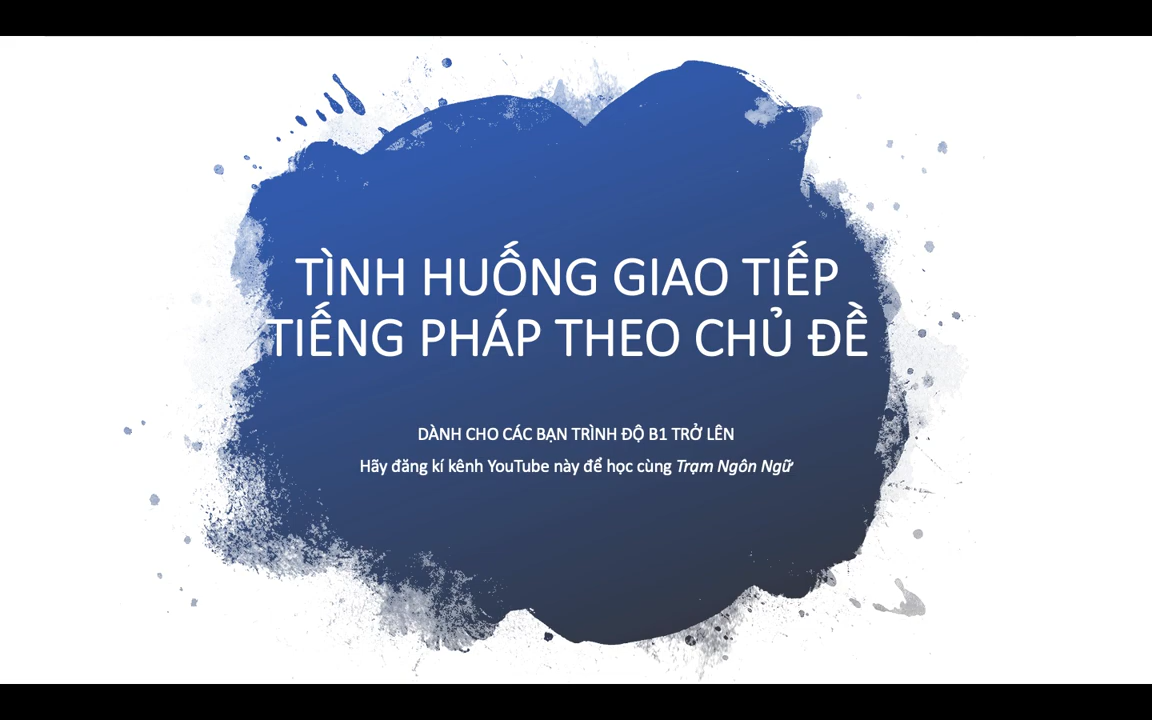 TÌNH HUỐNG GIAO TIẾP
TIẾNG PHÁP THEO CHỦ ĐỀ
DÀNH CHO CÁC BẠN TRÌNH ĐỘ B1 TRỞ LÊN
Hãy đăng kí kênh YouTube này để học cùng Trạm Ngôn Ngữ